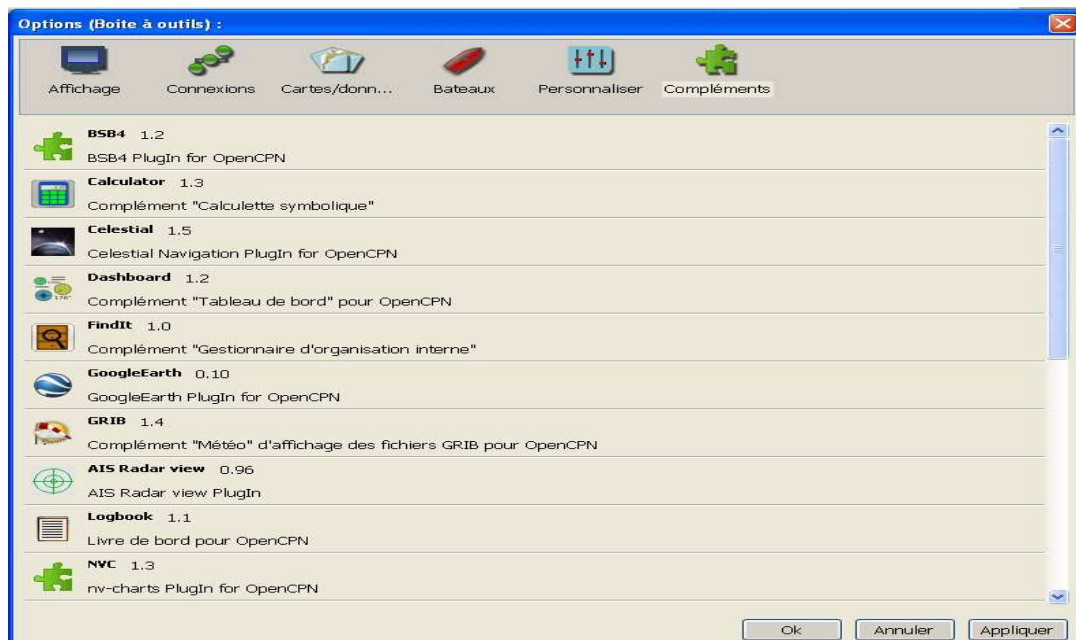 Options (Boîte à outils) :
Affichage Connexions Cartes/donn... Bateaux Personnaliser Compléments
BSB4 1.2
BSB4 PlugIn for OpenCPN
Calculator 1.3
Complément "Calculette symbolique"
Celestial 1.5
Celestial Navigation PlugIn for OpenCPN
Dashboard 1.2
Complément "Tableau de bord" pour OpenCPN
FindIt 1.0
Complément "Gestionnaire d'organisation interne"
GoogleEarth 0.10
GoogleEarth PlugIn for OpenCPN
GRIB 1.4
Complément "Météo" d'affichage des fichiers GRIB pour OpenCPN
AIS Radar view 0.96
AIS Radar view PlugIn
Logbook 1.1
Livre de bord pour OpenCPN
NVC 1.3
nv-charts PlugIn for OpenCPN
Ok Annuler Appliquer